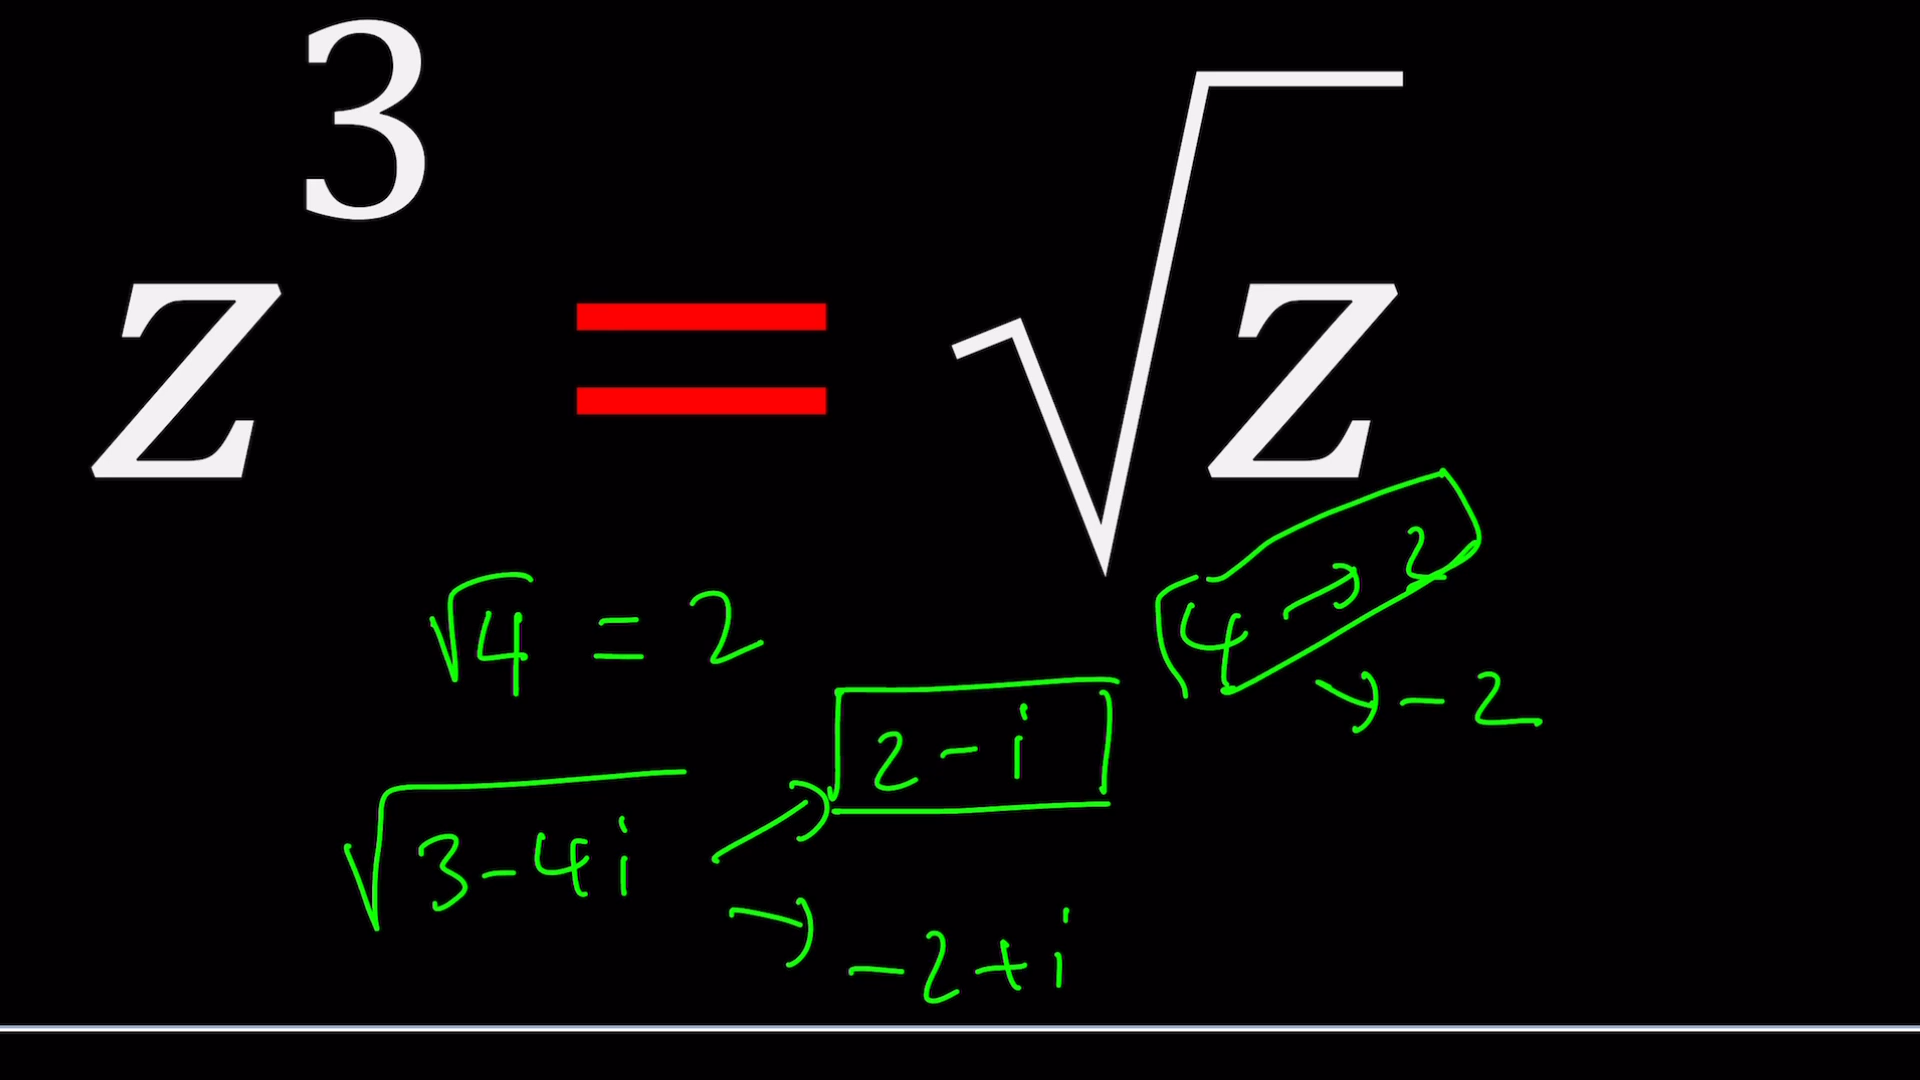 z³ = √z
√4 = 2
4 → 2
→ -2
√3-4i → 2-i
→ -2+i